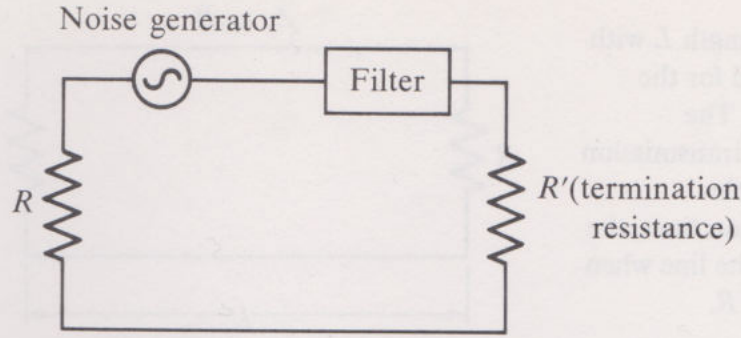 Noise generator
Filter
R
R′(termination
resistance)